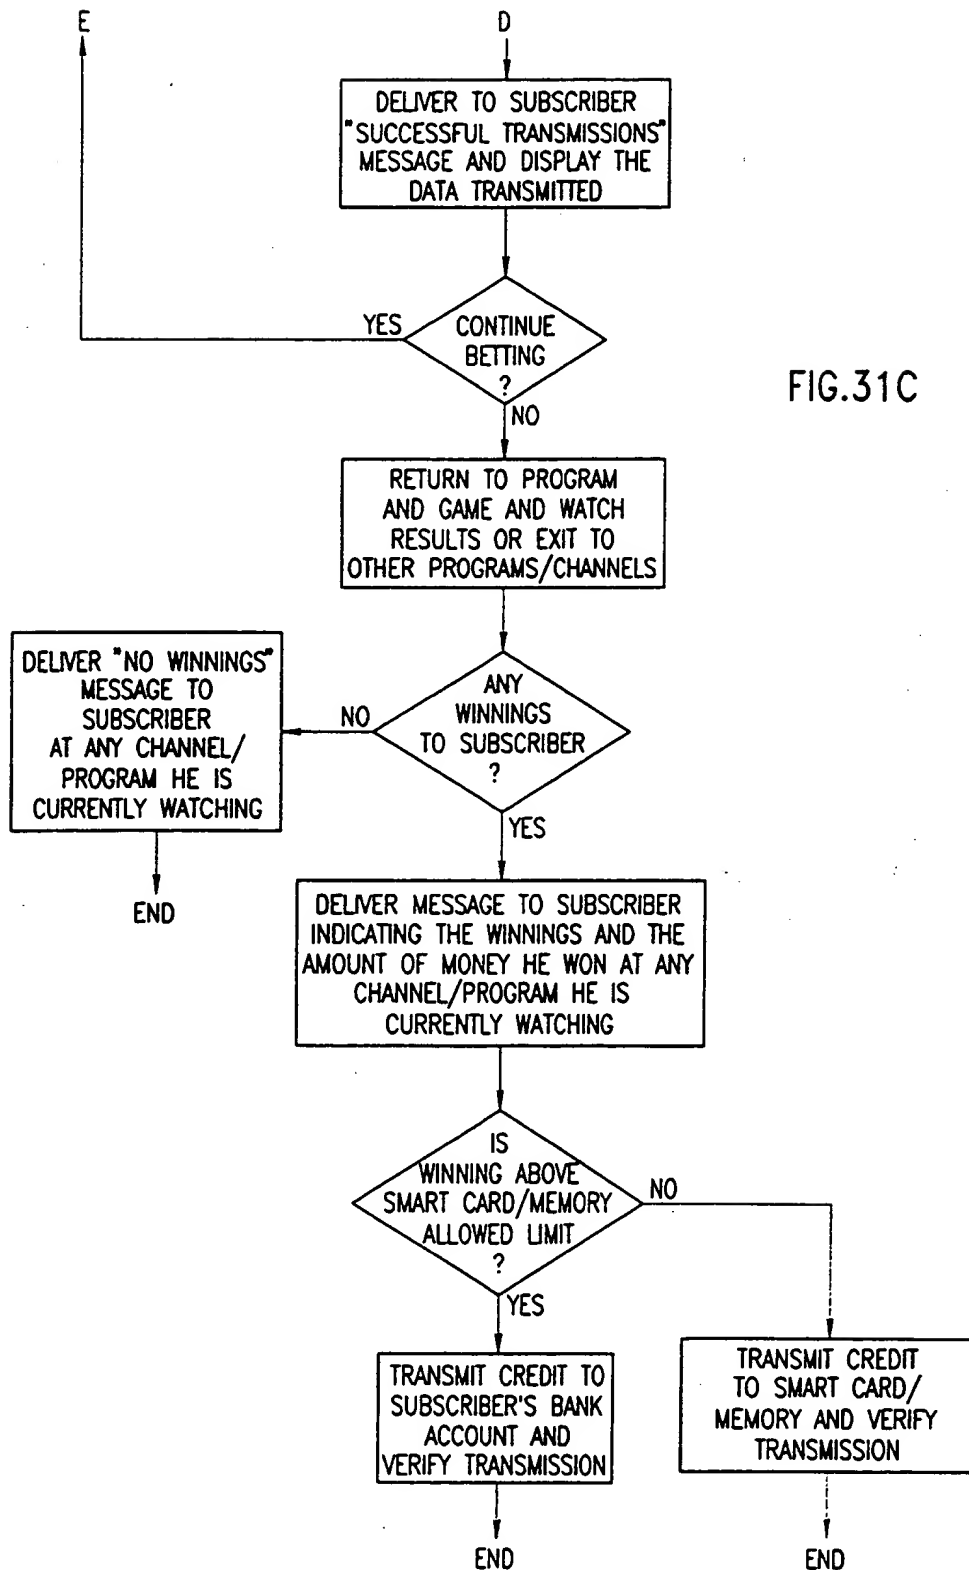 E
D
DELIVER TO SUBSCRIBER
"SUCCESSFUL TRANSMISSIONS"
MESSAGE AND DISPLAY THE
DATA TRANSMITTED
YES
CONTINUE
BETTING
?
NO
FIG.31C
RETURN TO PROGRAM
AND GAME AND WATCH
RESULTS OR EXIT TO
OTHER PROGRAMS/CHANNELS
DELIVER "NO WINNINGS"
MESSAGE TO
SUBSCRIBER
AT ANY CHANNEL/
PROGRAM HE IS
CURRENTLY WATCHING
END
NO
ANY
WINNINGS
TO SUBSCRIBER
?
YES
DELIVER MESSAGE TO SUBSCRIBER
INDICATING THE WINNINGS AND THE
AMOUNT OF MONEY HE WON AT ANY
CHANNEL/PROGRAM HE IS
CURRENTLY WATCHING
IS
WINNING ABOVE
SMART CARD/MEMORY
ALLOWED LIMIT
?
NO
YES
TRANSMIT CREDIT TO
SUBSCRIBER'S BANK
ACCOUNT AND
VERIFY TRANSMISSION
END
TRANSMIT CREDIT
TO SMART CARD/
MEMORY AND VERIFY
TRANSMISSION
END